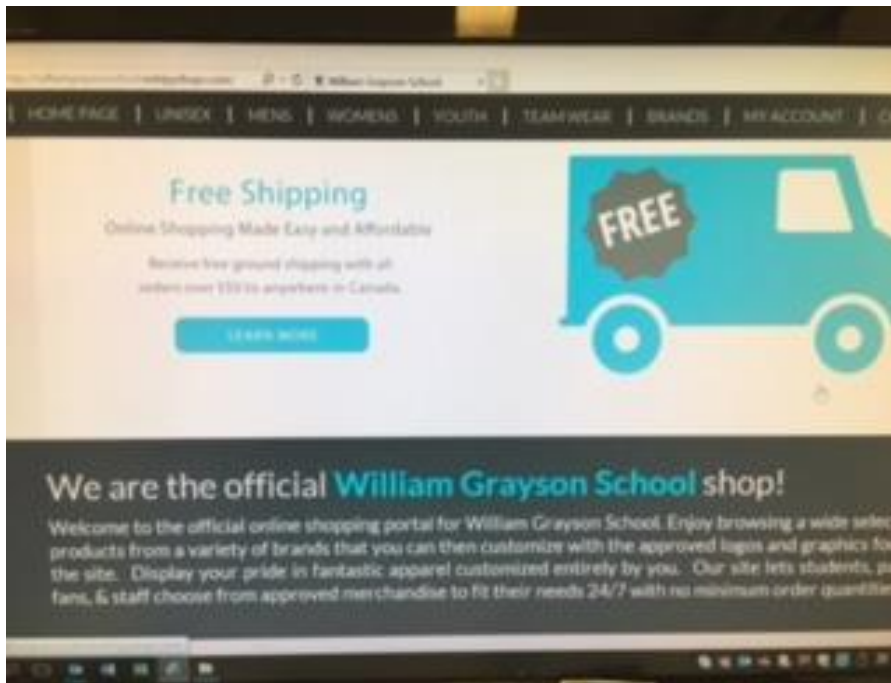 William Grayson School
HOME PAGE | UNISEX | MENS | WOMENS | YOUTH | TEAM WEAR | BRANDS | MY ACCOUNT |
Free Shipping
Online Shopping Made Easy and Affordable
Receive free ground shipping with all
orders over $50 to anywhere in Canada.
LEARN MORE
FREE
We are the official William Grayson School shop!
Welcome to the official online shopping portal for William Grayson School. Enjoy browsing a wide
products from a variety of brands that you can then customize with the approved logos and graphics
the site. Display your pride in fantastic apparel customized entirely by you. Our site lets students,
fans, & staff choose from approved merchandise to fit their needs 24/7 with no minimum order